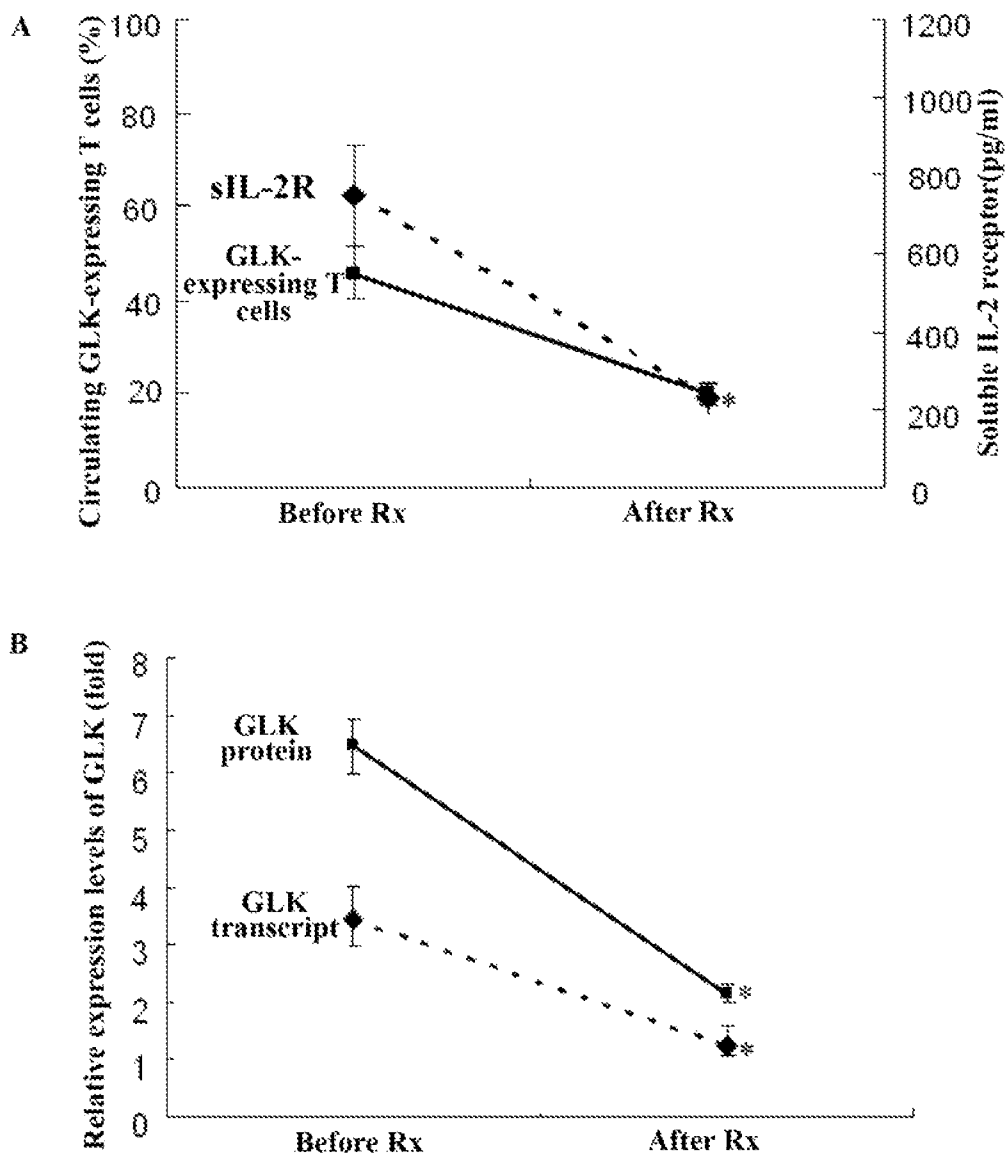 A
Circulating GLK-expressing T cells (%)
100
80
60
40
20
0
sIL-2R
GLK-
expressing T
cells
*
1200
1000
800
600
400
200
0
Soluble IL-2 receptor(pg/ml)
Before Rx
After Rx
B
Relative expression levels of GLK (fold)
8
7
6
5
4
3
2
1
0
GLK
protein
GLK
transcript
*
*
Before Rx
After Rx